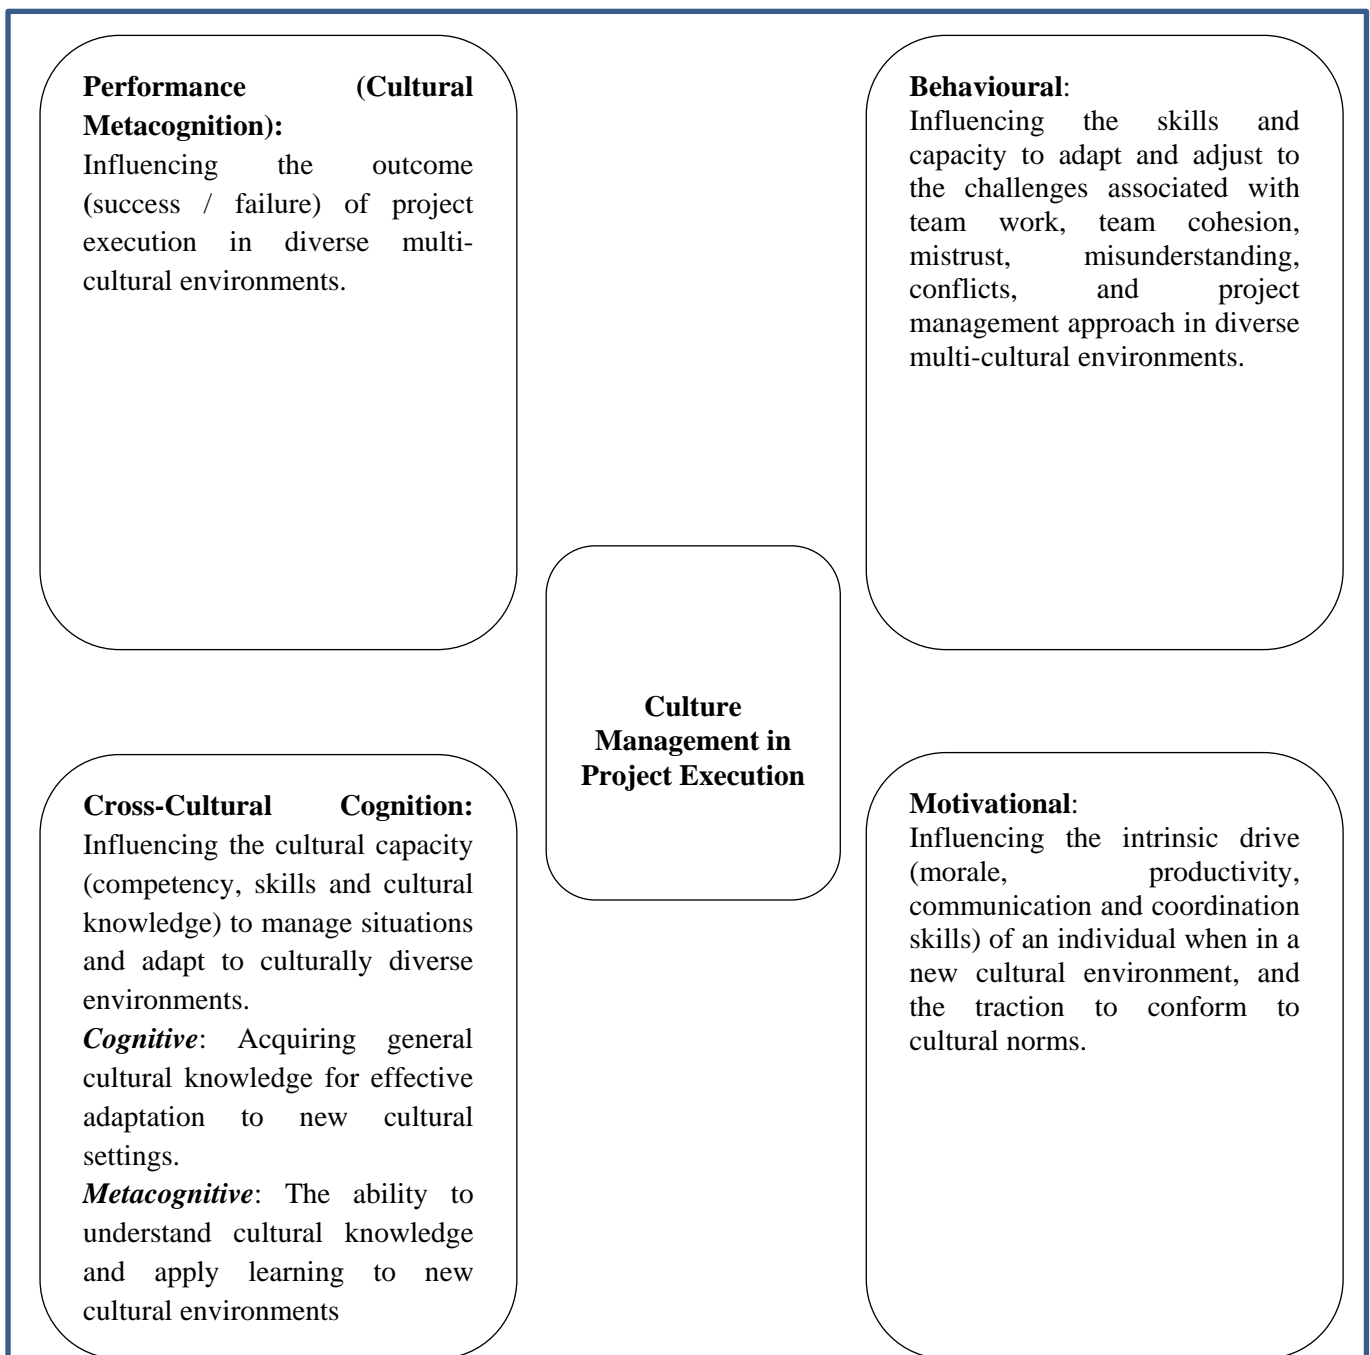 Performance (Cultural
Metacognition):
Influencing the outcome
(success / failure) of project
execution in diverse multi-
cultural environments.
Behavioural:
Influencing the skills and
capacity to adapt and adjust to
the challenges associated with
team work, team cohesion,
mistrust, misunderstanding,
conflicts, and project
management approach in diverse
multi-cultural environments.
Culture
Management in
Project Execution
Cross-Cultural Cognition:
Influencing the cultural capacity
(competency, skills and cultural
knowledge) to manage situations
and adapt to culturally diverse
environments.
Cognitive: Acquiring general
cultural knowledge for effective
adaptation to new cultural
settings.
Metacognitive: The ability to
understand cultural knowledge
and apply learning to new
cultural environments
Motivational:
Influencing the intrinsic drive
(morale, productivity,
communication and coordination
skills) of an individual when in a
new cultural environment, and
the traction to conform to
cultural norms.